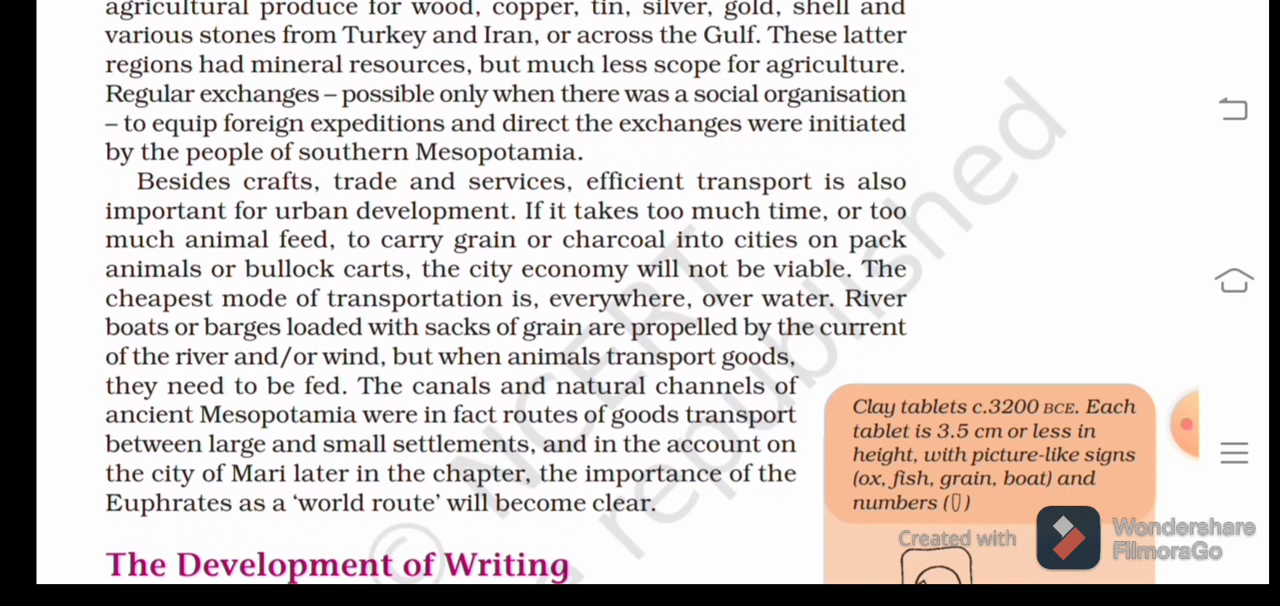 agricultural produce for wood, copper, tin, silver, gold, shell and
various stones from Turkey and Iran, or across the Gulf. These latter
regions had mineral resources, but much less scope for agriculture.
Regular exchanges – possible only when there was a social organisation
– to equip foreign expeditions and direct the exchanges were initiated
by the people of southern Mesopotamia.
Besides crafts, trade and services, efficient transport is also
important for urban development. If it takes too much time, or too
much animal feed, to carry grain or charcoal into cities on pack
animals or bullock carts, the city economy will not be viable. The
cheapest mode of transportation is, everywhere, over water. River
boats or barges loaded with sacks of grain are propelled by the current
of the river and/or wind, but when animals transport goods,
they need to be fed. The canals and natural channels of
ancient Mesopotamia were in fact routes of goods transport
between large and small settlements, and in the account on
the city of Mari later in the chapter, the importance of the
Euphrates as a ‘world route’ will become clear.
The Development of Writing
Clay tablets c.3200 BCE. Each
tablet is 3.5 cm or less in
height, with picture-like signs
(ox, fish, grain, boat) and
numbers ()
© NCERT
republished
Created with
Wondershare
FilmoraGo